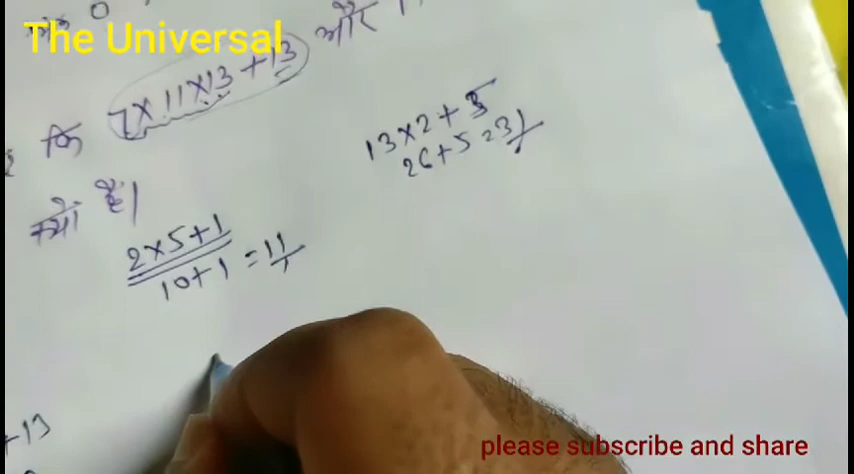 The Universal
7×11×13+13 और
कि
क्यों है।
13×2+5
26+5=31
2×5+1
10+1=11
+13
please subscribe and share